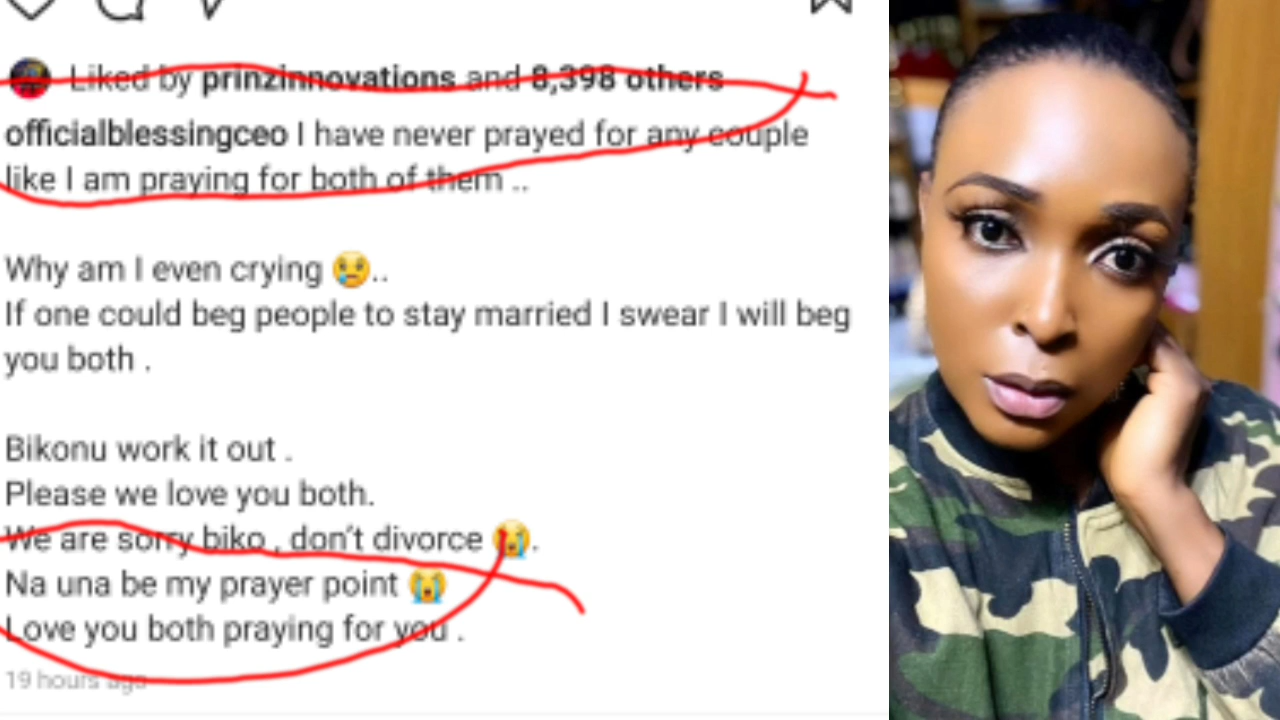 Liked by prinzinnovations and 8,398 others
officialblessingceo I have never prayed for any couple
like I am praying for both of them ..
Why am I even crying 😢..
If one could beg people to stay married I swear I will beg
you both .
Bikonu work it out .
Please we love you both.
We are sorry biko , don't divorce 😭.
Na una be my prayer point 😭
Love you both praying for you .
19 hours ago